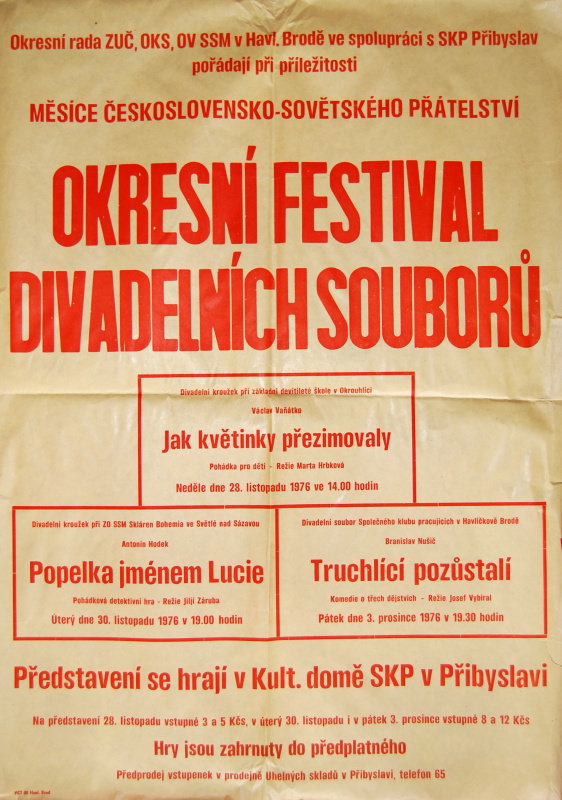 Okresní rada ZUČ, OKS, OV SSM v Havl. Brodě ve spolupráci s SKP Přibyslav
pořádají při příležitosti
MĚSÍCE ČESKOSLOVENSKO-SOVĚTSKÉHO PŘÁTELSTVÍ
OKRESNÍ FESTIVAL
DIVADELNÍCH SOUBORŮ
Divadelní kroužek při základní devítileté škole v Okrouhlici
Václav Vaňátko
Jak květinky přezimovaly
Pohádka pro děti – Režie Marta Hrbková
Neděle dne 28. listopadu 1976 ve 14.00 hodin
Divadelní kroužek při ZO SSM Skláren Bohemia ve Světlé nad Sázavou
Antonín Hodek
Popelka jménem Lucie
Pohádková detektivní hra – Režie Jiljí Záruba
Úterý dne 30. listopadu 1976 v 19.00 hodin
Divadelní soubor Společného klubu pracujících v Havlíčkově Brodě
Branislav Nušič
Truchlící pozůstalí
Komedie o třech dějstvích – Režie Josef Vybíral
Pátek dne 3. prosince 1976 v 19.30 hodin
Představení se hrají v Kult. domě SKP v Přibyslavi
Na představení 28. listopadu vstupné 3 a 5 Kčs, v úterý 30. listopadu i v pátek 3. prosince vstupné 8 a 12 Kčs
Hry jsou zahrnuty do předplatného
Předprodej vstupenek v prodejně Uhelných skladů v Přibyslavi, telefon 65